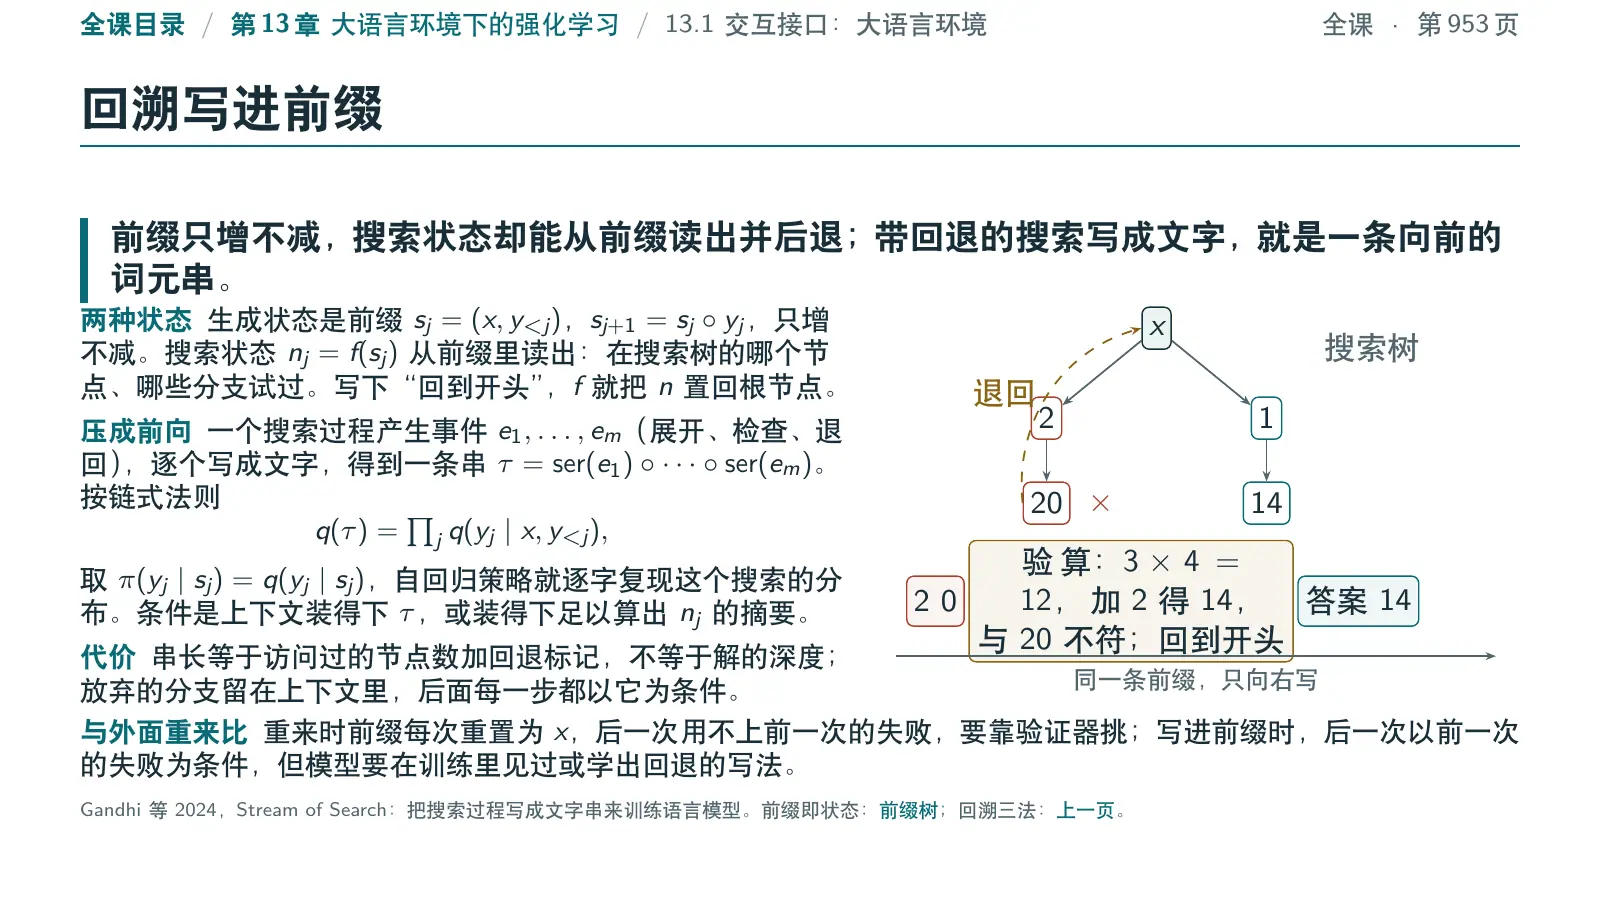 全课目录 / 第 13 章 大语言环境下的强化学习 / 13.1 交互接口：大语言环境
全课 · 第 953 页
回溯写进前缀
前缀只增不减，搜索状态却能从前缀读出并后退；带回退的搜索写成文字，就是一条向前的
词元串。
两种状态 生成状态是前缀 s_j = (x, y_{<j})，s_{j+1} = s_j ∘ y_j，只增
不减。搜索状态 n_j = f(s_j) 从前缀里读出：在搜索树的哪个节
点、哪些分支试过。写下 “回到开头”，f 就把 n 置回根节点。
压成前向 一个搜索过程产生事件 e_1, . . . , e_m（展开、检查、退
回），逐个写成文字，得到一条串 τ = ser(e_1) ∘ ⋯ ∘ ser(e_m)。
按链式法则
q(τ) = ∏_j q(y_j | x, y_{<j}),
取 π(y_j | s_j) = q(y_j | s_j)，自回归策略就逐字复现这个搜索的分
布。条件是上下文装得下 τ，或装得下足以算出 n_j 的摘要。
代价 串长等于访问过的节点数加回退标记，不等于解的深度；
放弃的分支留在上下文里，后面每一步都以它为条件。
x
搜索树
退回
2
1
20 ×
14
2 0
验算：3 × 4 =
12，加 2 得 14，
与 20 不符；回到开头
答案 14
同一条前缀，只向右写
与外面重来比 重来时前缀每次重置为 x，后一次用不上前一次的失败，要靠验证器挑；写进前缀时，后一次以前一次
的失败为条件，但模型要在训练里见过或学出回退的写法。
Gandhi 等 2024，Stream of Search：把搜索过程写成文字串来训练语言模型。前缀即状态：前缀树；回溯三法：上一页。